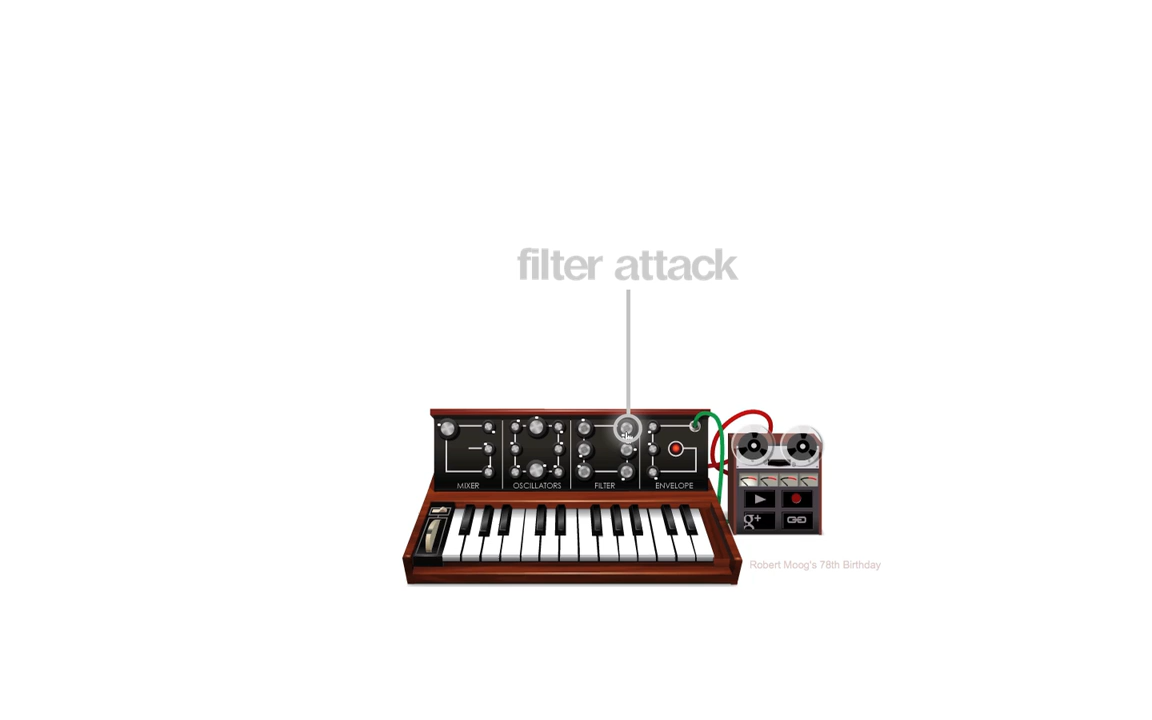 filter attack
MIXER OSCILLATORS FILTER ENVELOPE
g+
Robert Moog's 78th Birthday